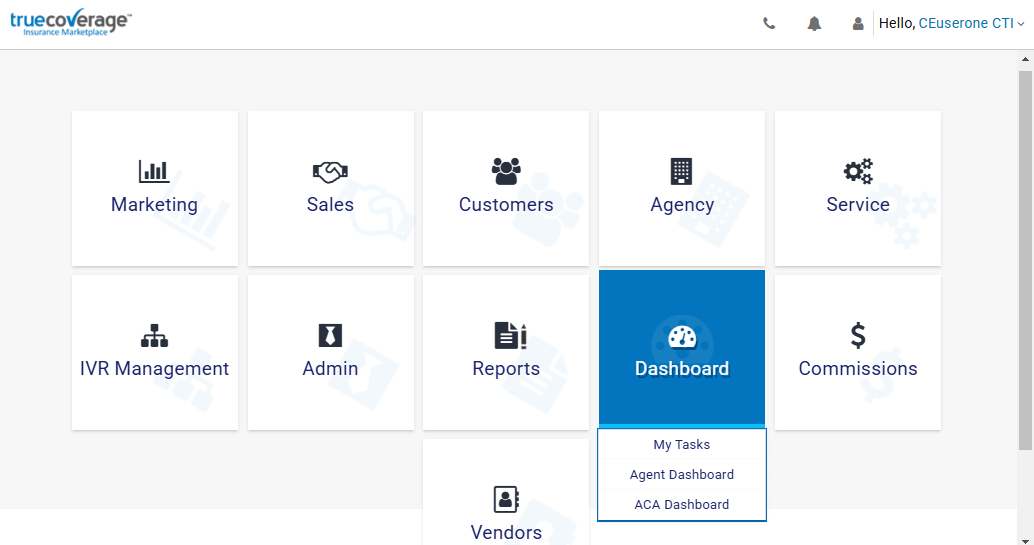 truecoverage™
Insurance Marketplace
Hello, CEuserone CTI
Marketing
Sales
Customers
Agency
Service
IVR Management
Admin
Reports
Dashboard
Commissions
My Tasks
Agent Dashboard
ACA Dashboard
Vendors